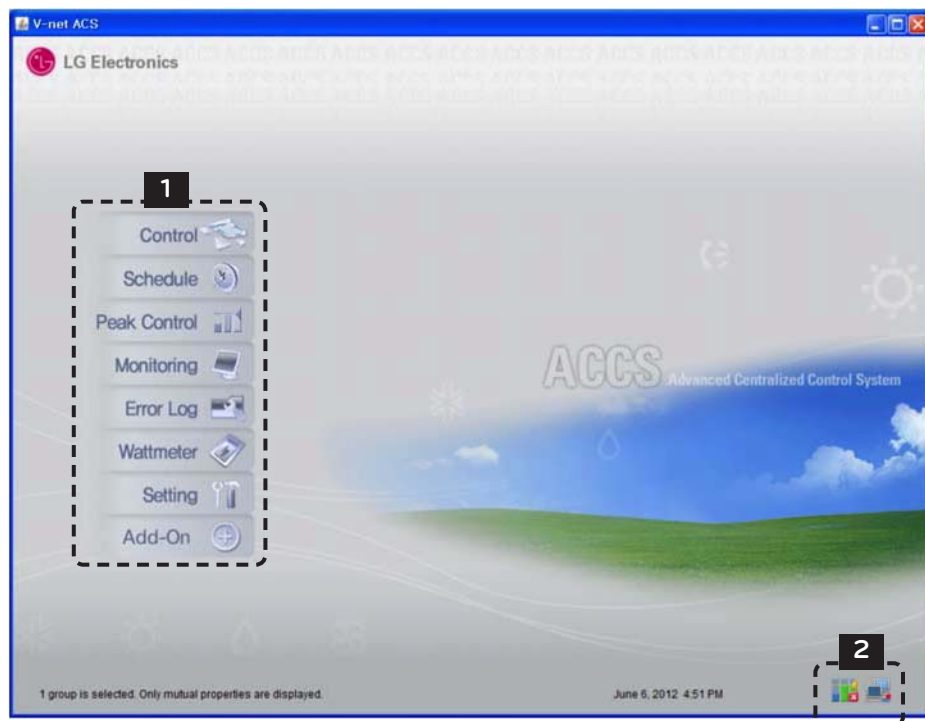 V-net ACS
LG Electronics
1
Control
Schedule
Peak Control
Monitoring
Error Log
Wattmeter
Setting
Add-On
ACCS Advanced Centralized Control System
2
1 group is selected. Only mutual properties are displayed.
June 6, 2012 4:51 PM